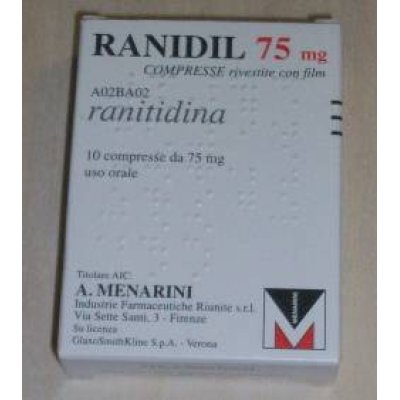 RANIDIL 75 mg
COMPRESSE rivestite con film
A02BA02
ranitidina
10 compresse da 75 mg
uso orale
Titolare AIC:
A. MENARINI
Industrie Farmaceutiche Riunite s.r.l.
Via Sette Santi, 3 - Firenze
Su licenza
GlaxoSmithKline S.p.A. - Verona
MENARINI